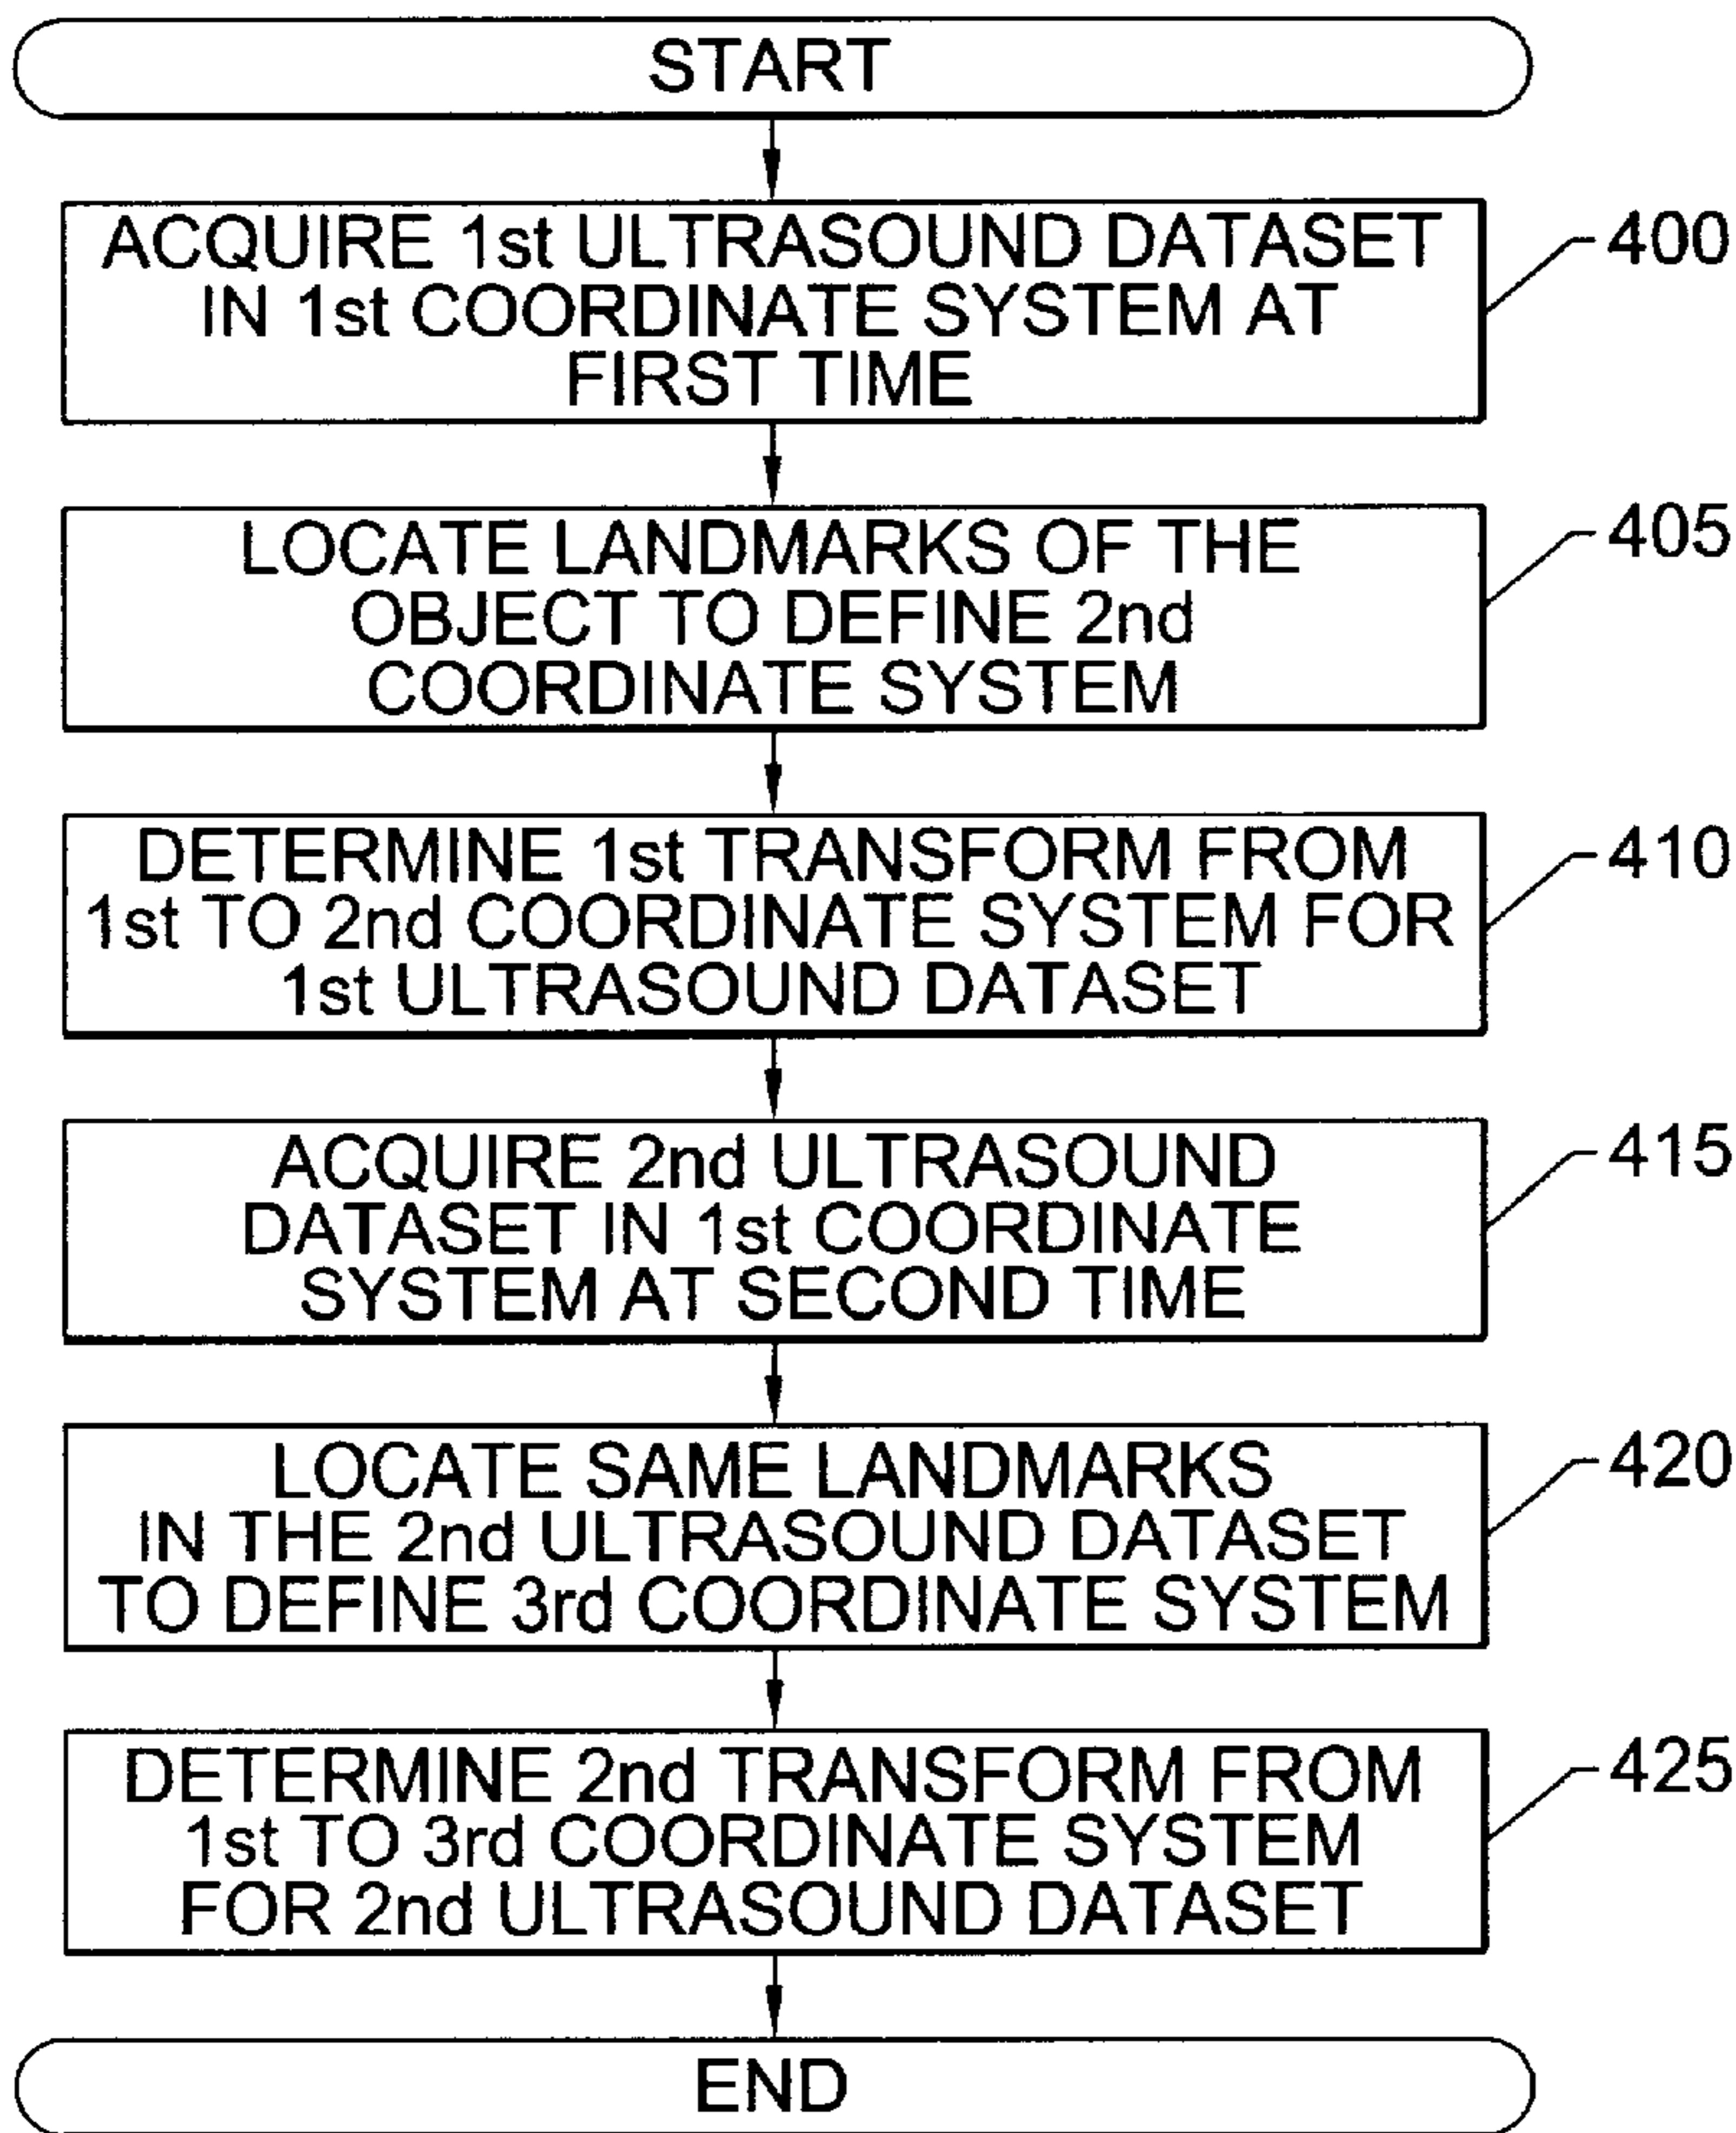 START
ACQUIRE 1st ULTRASOUND DATASET
IN 1st COORDINATE SYSTEM AT
FIRST TIME
400
LOCATE LANDMARKS OF THE
OBJECT TO DEFINE 2nd
COORDINATE SYSTEM
405
DETERMINE 1st TRANSFORM FROM
1st TO 2nd COORDINATE SYSTEM FOR
1st ULTRASOUND DATASET
410
ACQUIRE 2nd ULTRASOUND
DATASET IN 1st COORDINATE
SYSTEM AT SECOND TIME
415
LOCATE SAME LANDMARKS
IN THE 2nd ULTRASOUND DATASET
TO DEFINE 3rd COORDINATE SYSTEM
420
DETERMINE 2nd TRANSFORM FROM
1st TO 3rd COORDINATE SYSTEM
FOR 2nd ULTRASOUND DATASET
425
END